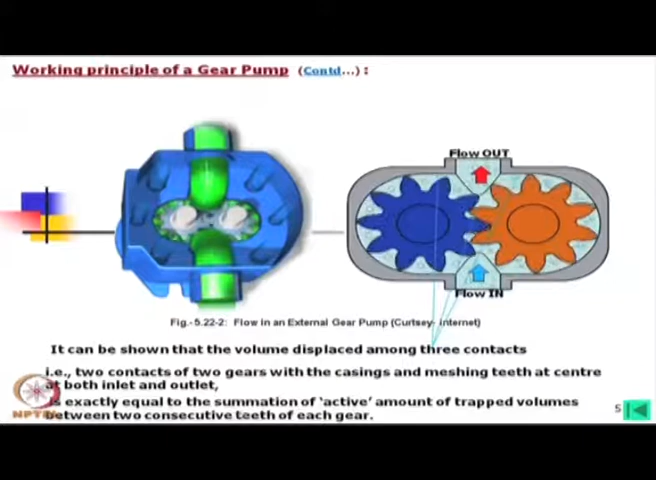 Working principle of a Gear Pump (Contd...) :
Flow OUT
Flow IN
Fig.-5.22-2: Flow in an External Gear Pump (Curtsey- internet)
It can be shown that the volume displaced among three contacts
i.e., two contacts of two gears with the casings and meshing teeth at centre
at both inlet and outlet,
is exactly equal to the summation of 'active' amount of trapped volumes
between two consecutive teeth of each gear.
5
NPTEL